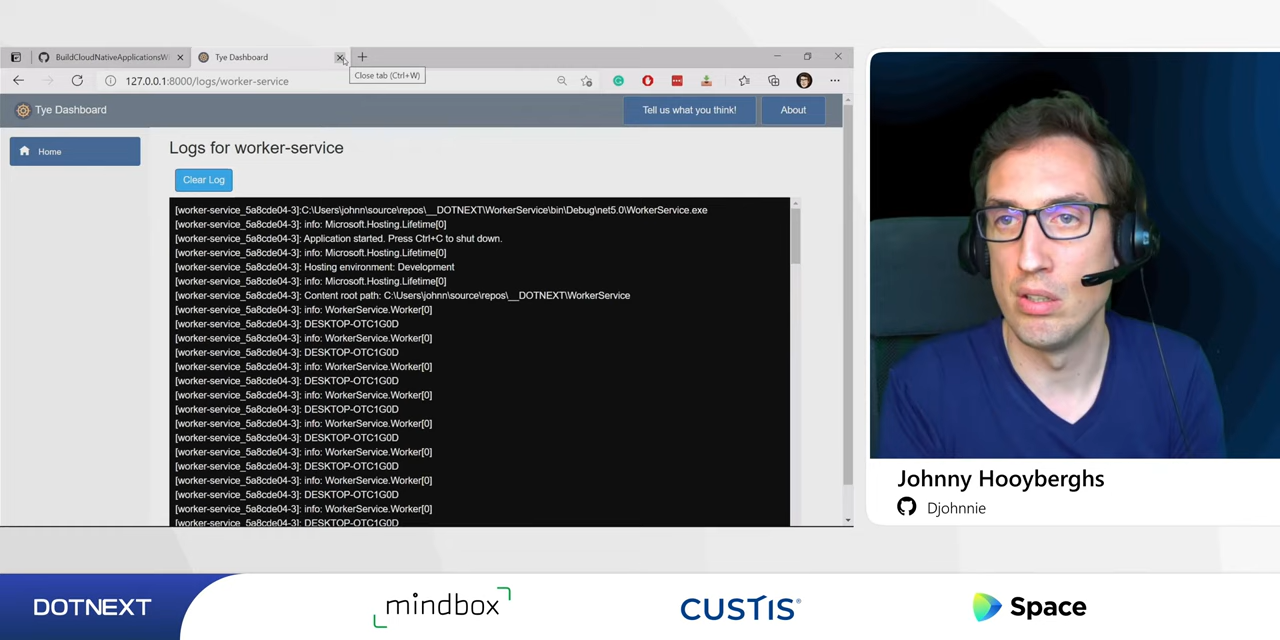 BuildCloudNativeApplicationsWi
Tye Dashboard
Close tab (Ctrl+W)
127.0.0.1:8000/logs/worker-service
Tye Dashboard
Tell us what you think!
About
Home
Logs for worker-service
Clear Log
[worker-service_5a8cde04-3]:C:\Users\johnn\source\repos\__DOTNEXT\WorkerService\bin\Debug\net5.0\WorkerService.exe
[worker-service_5a8cde04-3]: info: Microsoft.Hosting.Lifetime[0]
[worker-service_5a8cde04-3]: Application started. Press Ctrl+C to shut down.
[worker-service_5a8cde04-3]: info: Microsoft.Hosting.Lifetime[0]
[worker-service_5a8cde04-3]: Hosting environment: Development
[worker-service_5a8cde04-3]: info: Microsoft.Hosting.Lifetime[0]
[worker-service_5a8cde04-3]: Content root path: C:\Users\johnn\source\repos\__DOTNEXT\WorkerService
[worker-service_5a8cde04-3]: info: WorkerService.Worker[0]
[worker-service_5a8cde04-3]: DESKTOP-OTC1G0D
[worker-service_5a8cde04-3]: info: WorkerService.Worker[0]
[worker-service_5a8cde04-3]: DESKTOP-OTC1G0D
[worker-service_5a8cde04-3]: info: WorkerService.Worker[0]
[worker-service_5a8cde04-3]: DESKTOP-OTC1G0D
[worker-service_5a8cde04-3]: info: WorkerService.Worker[0]
[worker-service_5a8cde04-3]: DESKTOP-OTC1G0D
[worker-service_5a8cde04-3]: info: WorkerService.Worker[0]
[worker-service_5a8cde04-3]: DESKTOP-OTC1G0D
[worker-service_5a8cde04-3]: info: WorkerService.Worker[0]
[worker-service_5a8cde04-3]: DESKTOP-OTC1G0D
[worker-service_5a8cde04-3]: info: WorkerService.Worker[0]
[worker-service_5a8cde04-3]: DESKTOP-OTC1G0D
[worker-service_5a8cde04-3]: info: WorkerService.Worker[0]
[worker-service_5a8cde04-3]: DESKTOP-OTC1G0D
Johnny Hooyberghs
Djohnnie
DOTNEXT
mindbox
CUSTIS®
Space